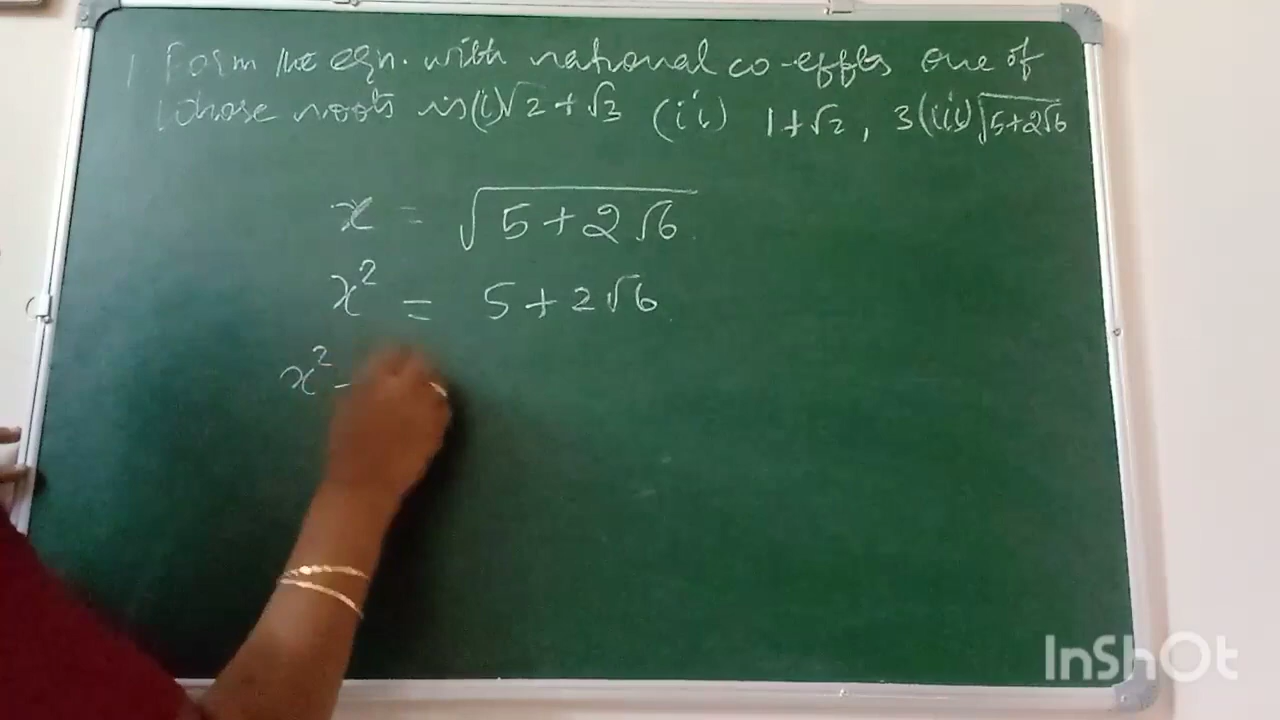 1 Form the eqn. with rational co-effts one of
whose roots is (i) √2 + √3 (ii) 1+√2, 3 (iii) √(5+2√6)
x = √(5+2√6)
x² = 5+2√6
x² -
InShOt